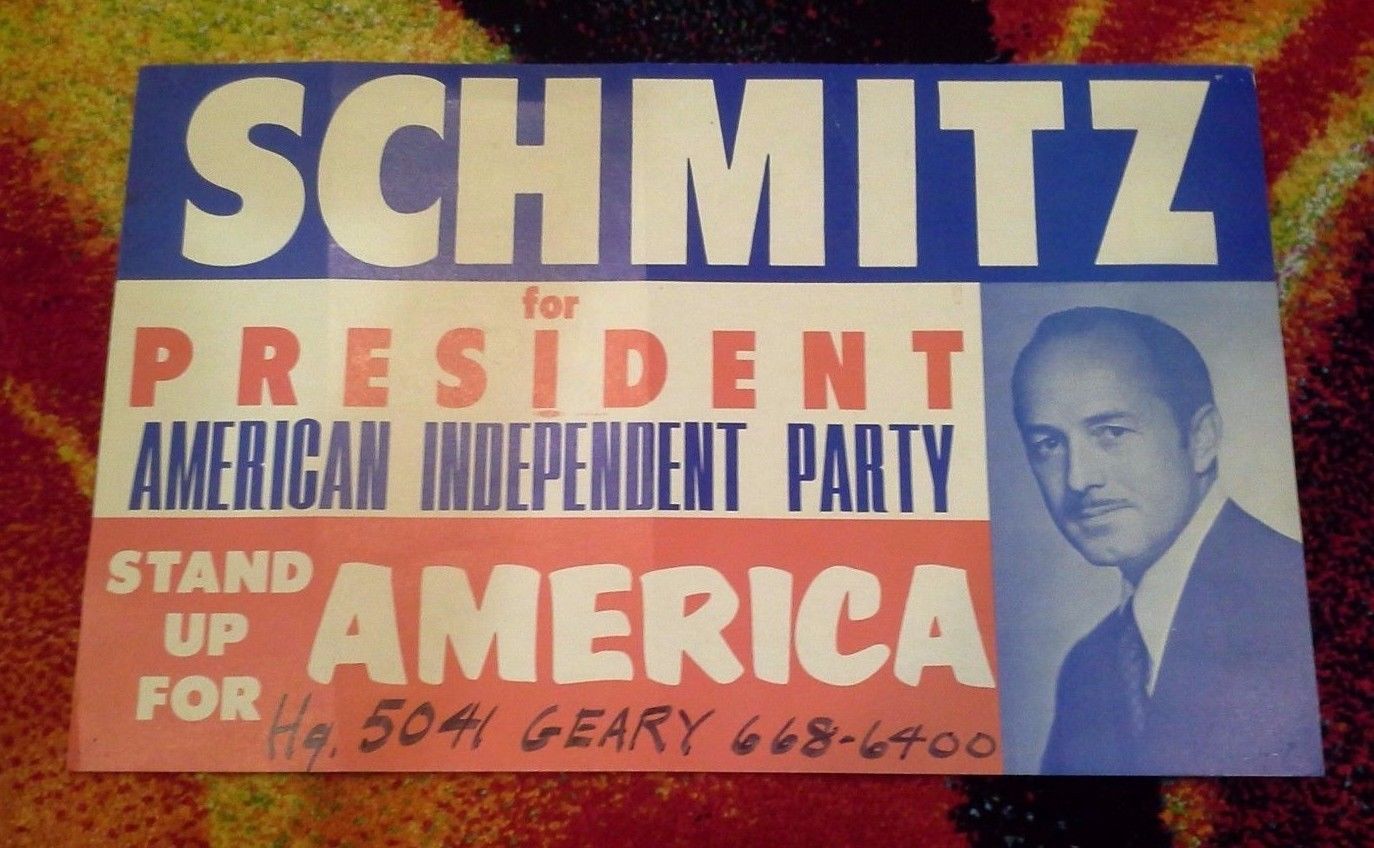 SCHMITZ
for
PRESIDENT
AMERICAN INDEPENDENT PARTY
STAND
UP
FOR
AMERICA
Hq. 5041 GEARY 668-6400